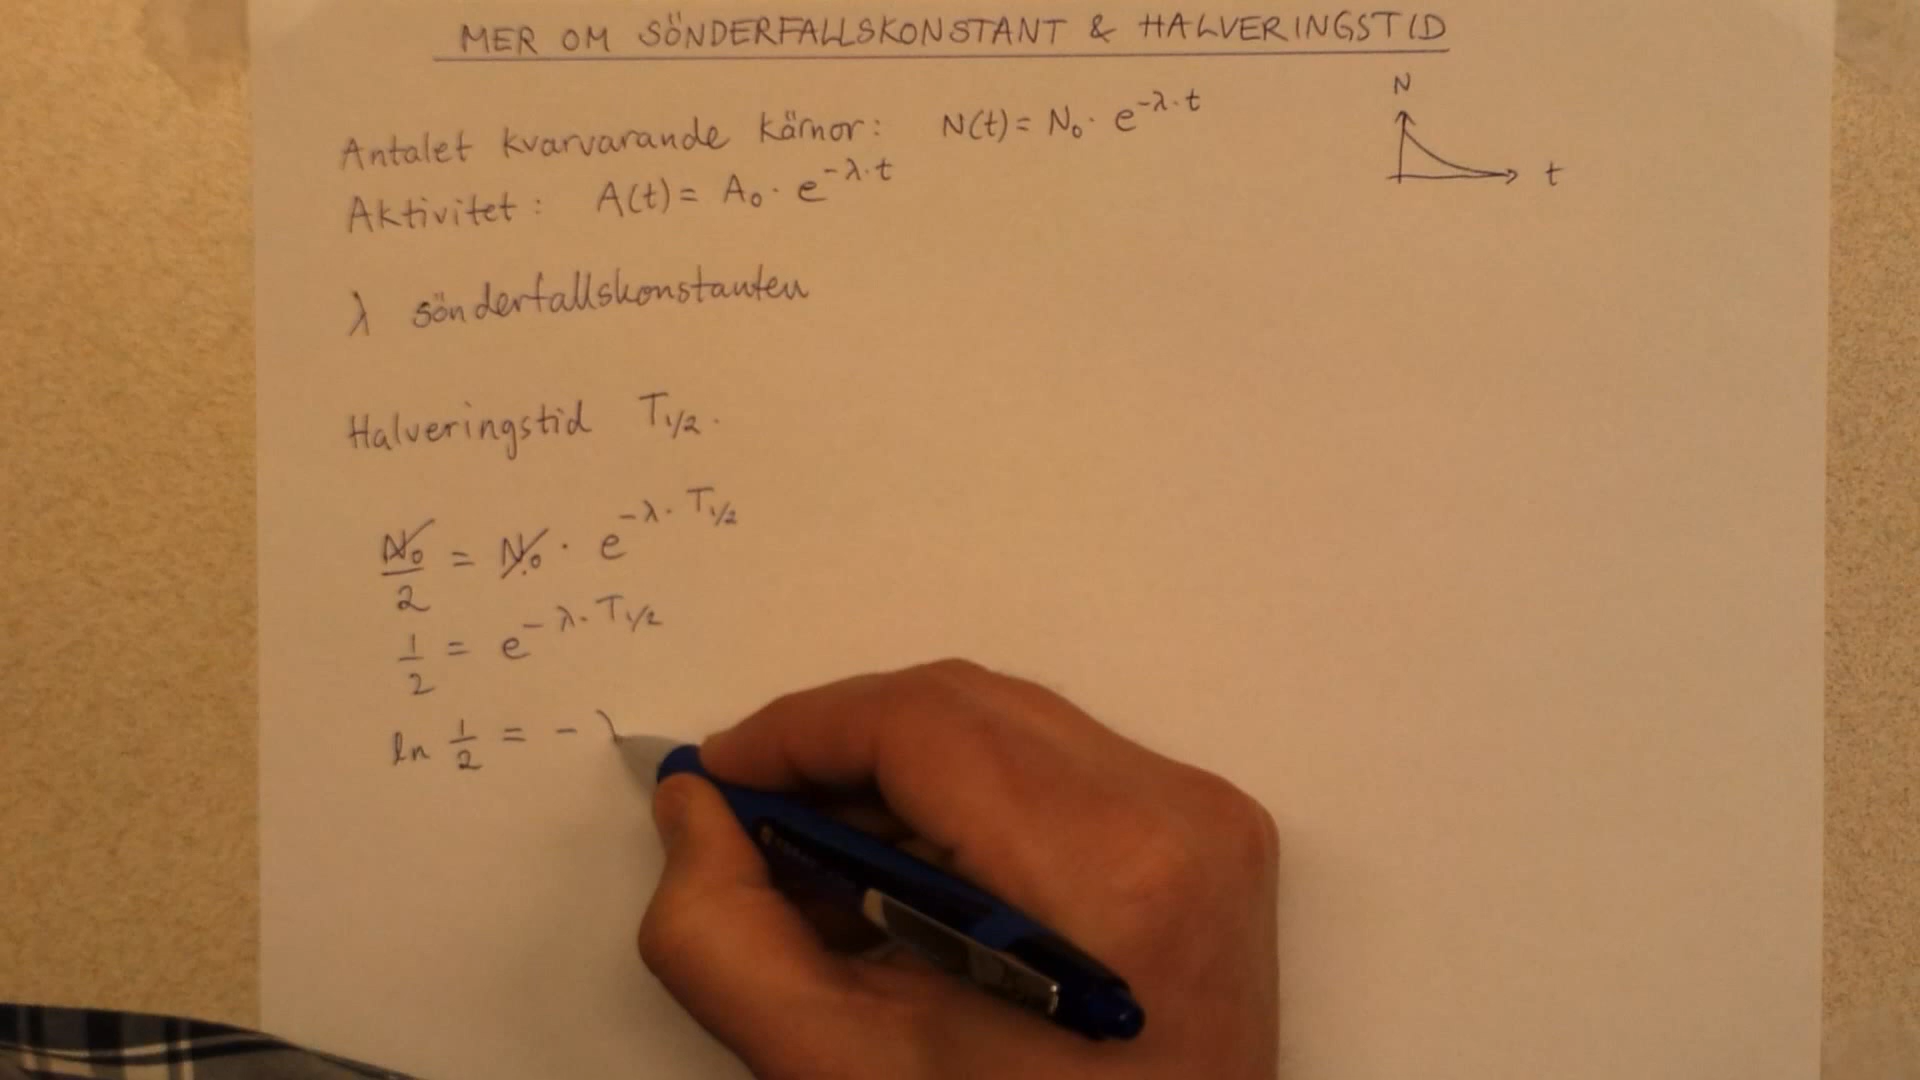 MER OM SÖNDERFALLSKONSTANT & HALVERINGSTID
Antalet kvarvarande kärnor: N(t) = N₀ · e^(-λ·t)
Aktivitet: A(t) = A₀ · e^(-λ·t)
N
t
λ sönderfallskonstanten
Halveringstid T₁/₂.
N₀/2 = N₀ · e^(-λ·T₁/₂)
1/2 = e^(-λ·T₁/₂)
ln 1/2 = - λ